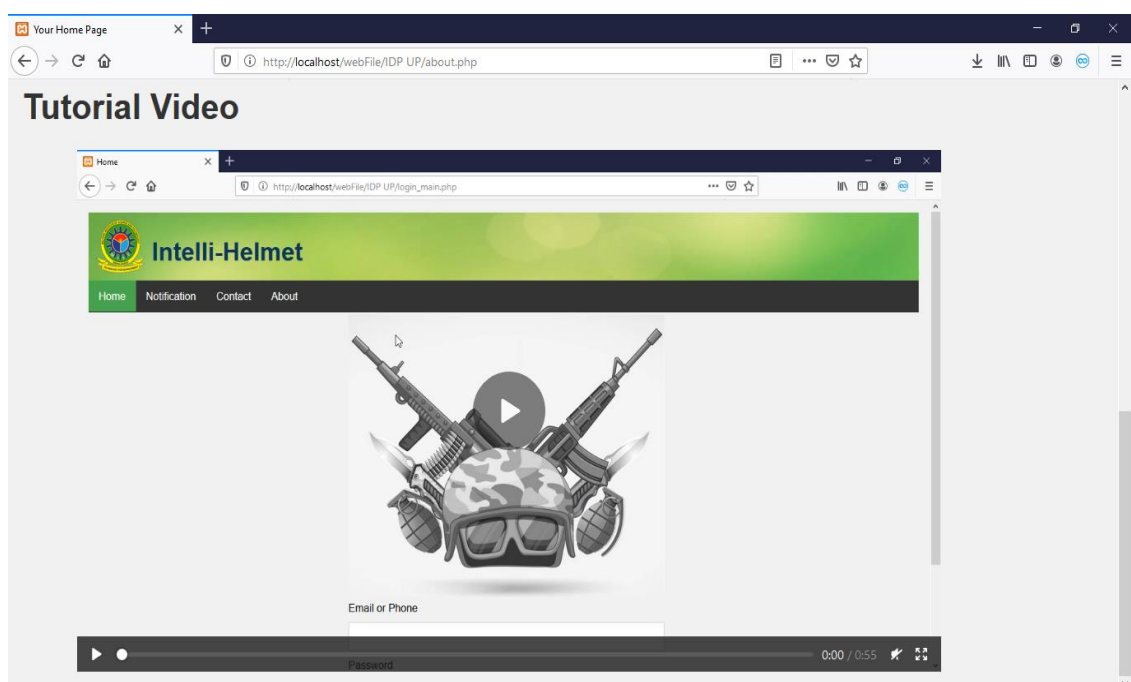 Your Home Page
http://localhost/webFile/IDP UP/about.php
Tutorial Video
Home
http://localhost/webFile/IDP UP/login_main.php
Intelli-Helmet
Home Notification Contact About
Email or Phone
0:00 / 0:55
Password